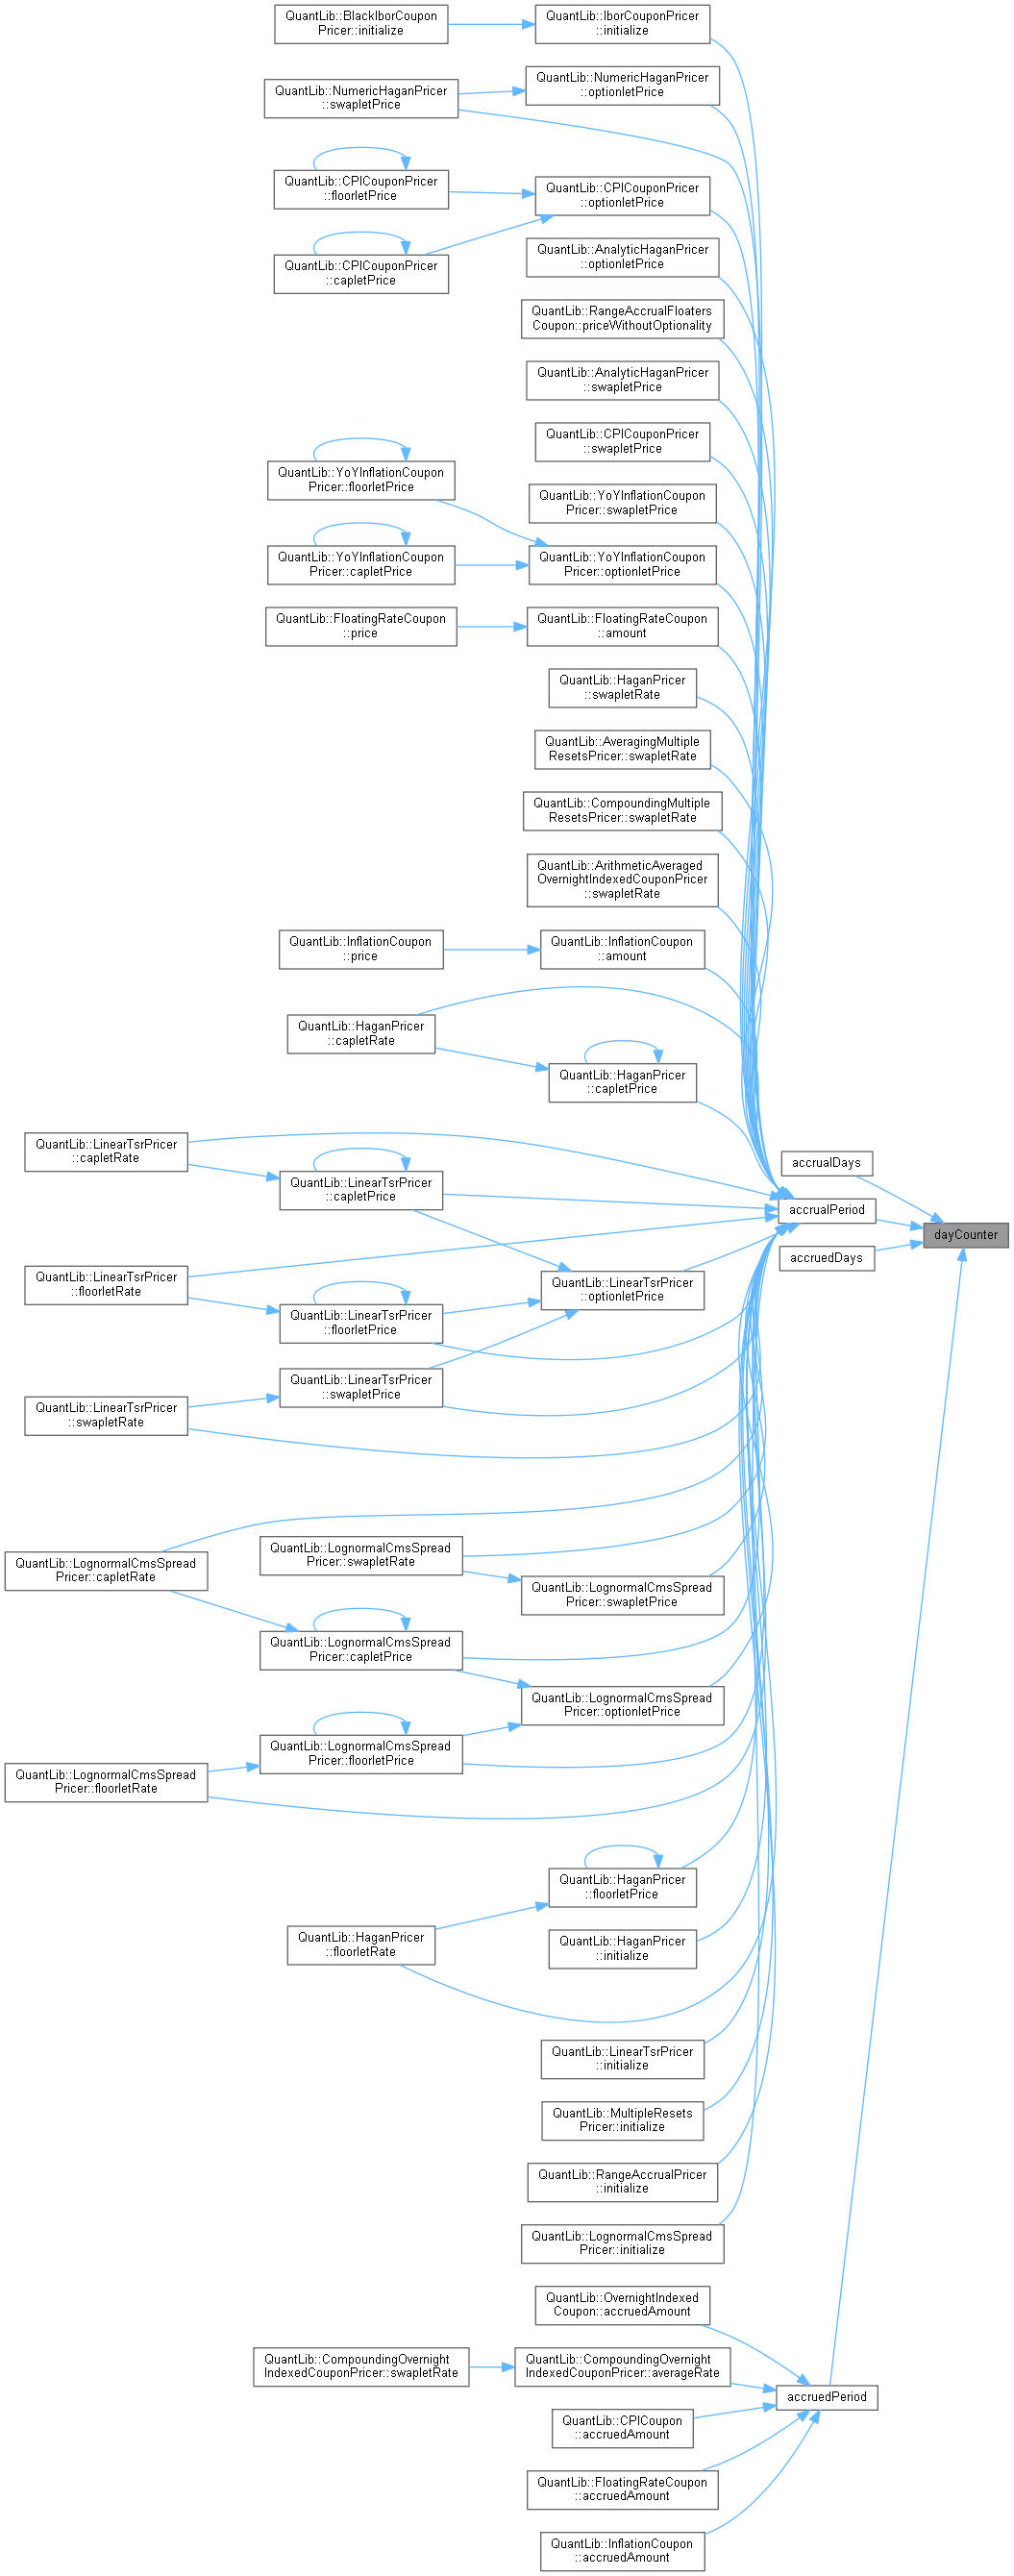 QuantLib::BlackIborCoupon
Pricer::initialize
QuantLib::IborCouponPricer
::initialize
QuantLib::NumericHaganPricer
::optionletPrice
QuantLib::NumericHaganPricer
::swapletPrice
QuantLib::CPICouponPricer
::floorletPrice
QuantLib::CPICouponPricer
::optionletPrice
QuantLib::CPICouponPricer
::capletPrice
QuantLib::AnalyticHaganPricer
::optionletPrice
QuantLib::RangeAccrualFloaters
Coupon::priceWithoutOptionality
QuantLib::AnalyticHaganPricer
::swapletPrice
QuantLib::CPICouponPricer
::swapletPrice
QuantLib::YoYInflationCoupon
Pricer::floorletPrice
QuantLib::YoYInflationCoupon
Pricer::swapletPrice
QuantLib::YoYInflationCoupon
Pricer::capletPrice
QuantLib::YoYInflationCoupon
Pricer::optionletPrice
QuantLib::FloatingRateCoupon
::price
QuantLib::FloatingRateCoupon
::amount
QuantLib::HaganPricer
::swapletRate
QuantLib::AveragingMultiple
ResetsPricer::swapletRate
QuantLib::CompoundingMultiple
ResetsPricer::swapletRate
QuantLib::ArithmeticAveraged
OvernightIndexedCouponPricer
::swapletRate
QuantLib::InflationCoupon
::price
QuantLib::InflationCoupon
::amount
QuantLib::HaganPricer
::capletRate
QuantLib::HaganPricer
::capletPrice
QuantLib::LinearTsrPricer
::capletRate
QuantLib::LinearTsrPricer
::capletPrice
accrualDays
accrualPeriod
dayCounter
accruedDays
QuantLib::LinearTsrPricer
::floorletRate
QuantLib::LinearTsrPricer
::optionletPrice
QuantLib::LinearTsrPricer
::floorletPrice
QuantLib::LinearTsrPricer
::swapletPrice
QuantLib::LinearTsrPricer
::swapletRate
QuantLib::LognormalCmsSpread
Pricer::swapletRate
QuantLib::LognormalCmsSpread
Pricer::capletRate
QuantLib::LognormalCmsSpread
Pricer::swapletPrice
QuantLib::LognormalCmsSpread
Pricer::capletPrice
QuantLib::LognormalCmsSpread
Pricer::optionletPrice
QuantLib::LognormalCmsSpread
Pricer::floorletPrice
QuantLib::LognormalCmsSpread
Pricer::floorletRate
QuantLib::HaganPricer
::floorletPrice
QuantLib::HaganPricer
::floorletRate
QuantLib::HaganPricer
::initialize
QuantLib::LinearTsrPricer
::initialize
QuantLib::MultipleResets
Pricer::initialize
QuantLib::RangeAccrualPricer
::initialize
QuantLib::LognormalCmsSpread
Pricer::initialize
QuantLib::OvernightIndexed
Coupon::accruedAmount
QuantLib::CompoundingOvernight
IndexedCouponPricer::swapletRate
QuantLib::CompoundingOvernight
IndexedCouponPricer::averageRate
accruedPeriod
QuantLib::CPICoupon
::accruedAmount
QuantLib::FloatingRateCoupon
::accruedAmount
QuantLib::InflationCoupon
::accruedAmount